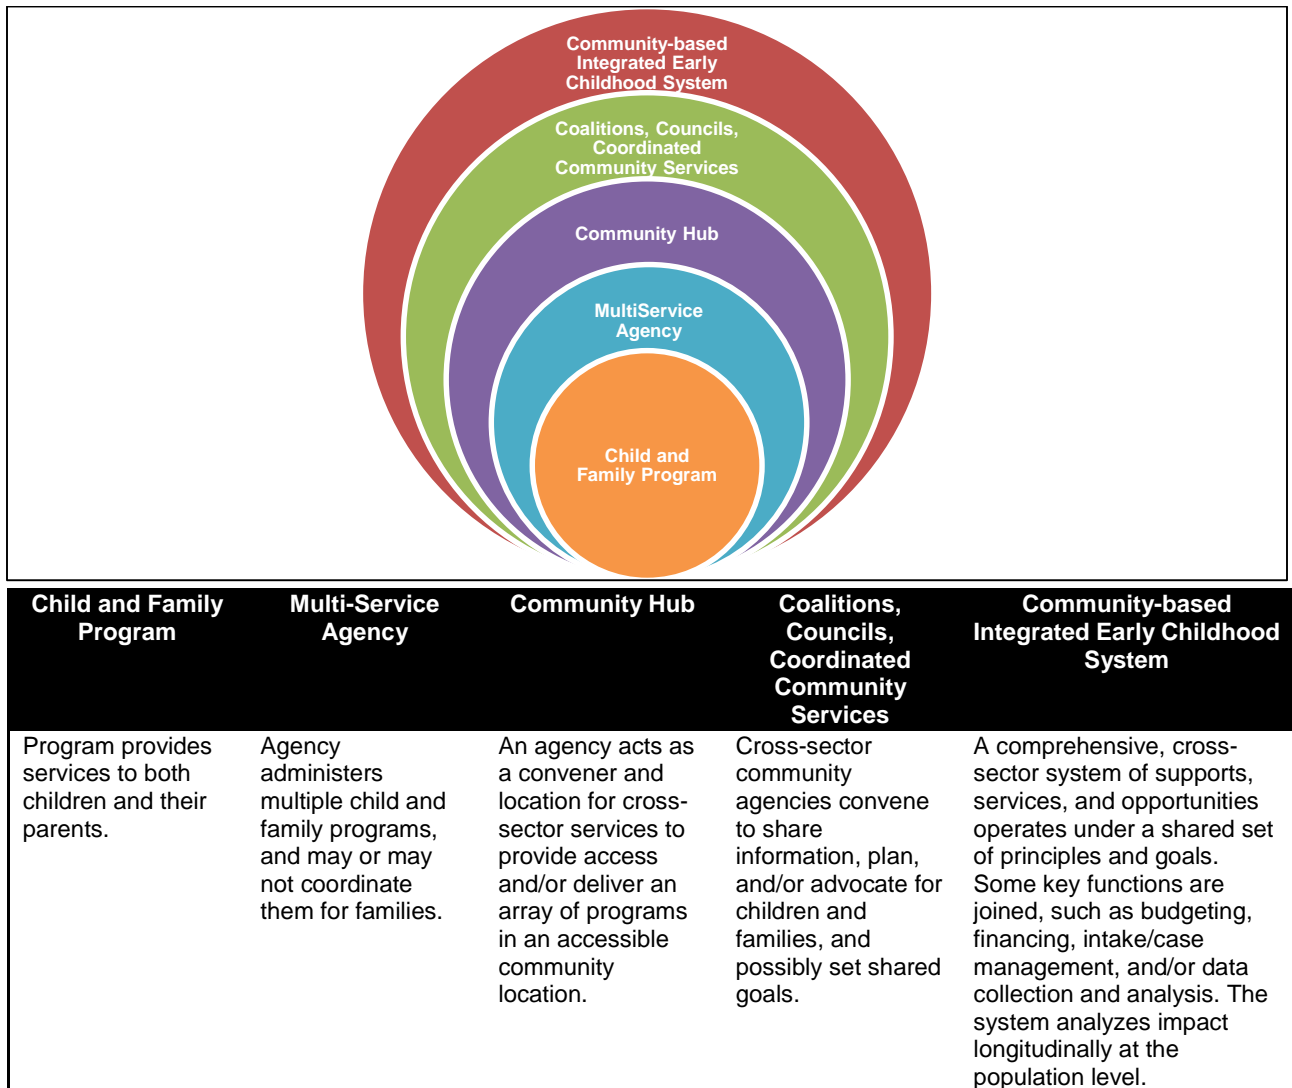 Community-based
Integrated Early
Childhood System
Coalitions, Councils,
Coordinated
Community Services
Community Hub
MultiService
Agency
Child and
Family Program
Child and Family
Program
Multi-Service
Agency
Community Hub
Coalitions,
Councils,
Coordinated
Community
Services
Community-based
Integrated Early Childhood
System
Program provides
services to both
children and their
parents.
Agency
administers
multiple child and
family programs,
and may or may
not coordinate
them for families.
An agency acts as
a convener and
location for cross-
sector services to
provide access
and/or deliver an
array of programs
in an accessible
community
location.
Cross-sector
community
agencies convene
to share
information, plan,
and/or advocate for
children and
families, and
possibly set shared
goals.
A comprehensive, cross-
sector system of supports,
services, and opportunities
operates under a shared set
of principles and goals.
Some key functions are
joined, such as budgeting,
financing, intake/case
management, and/or data
collection and analysis. The
system analyzes impact
longitudinally at the
population level.